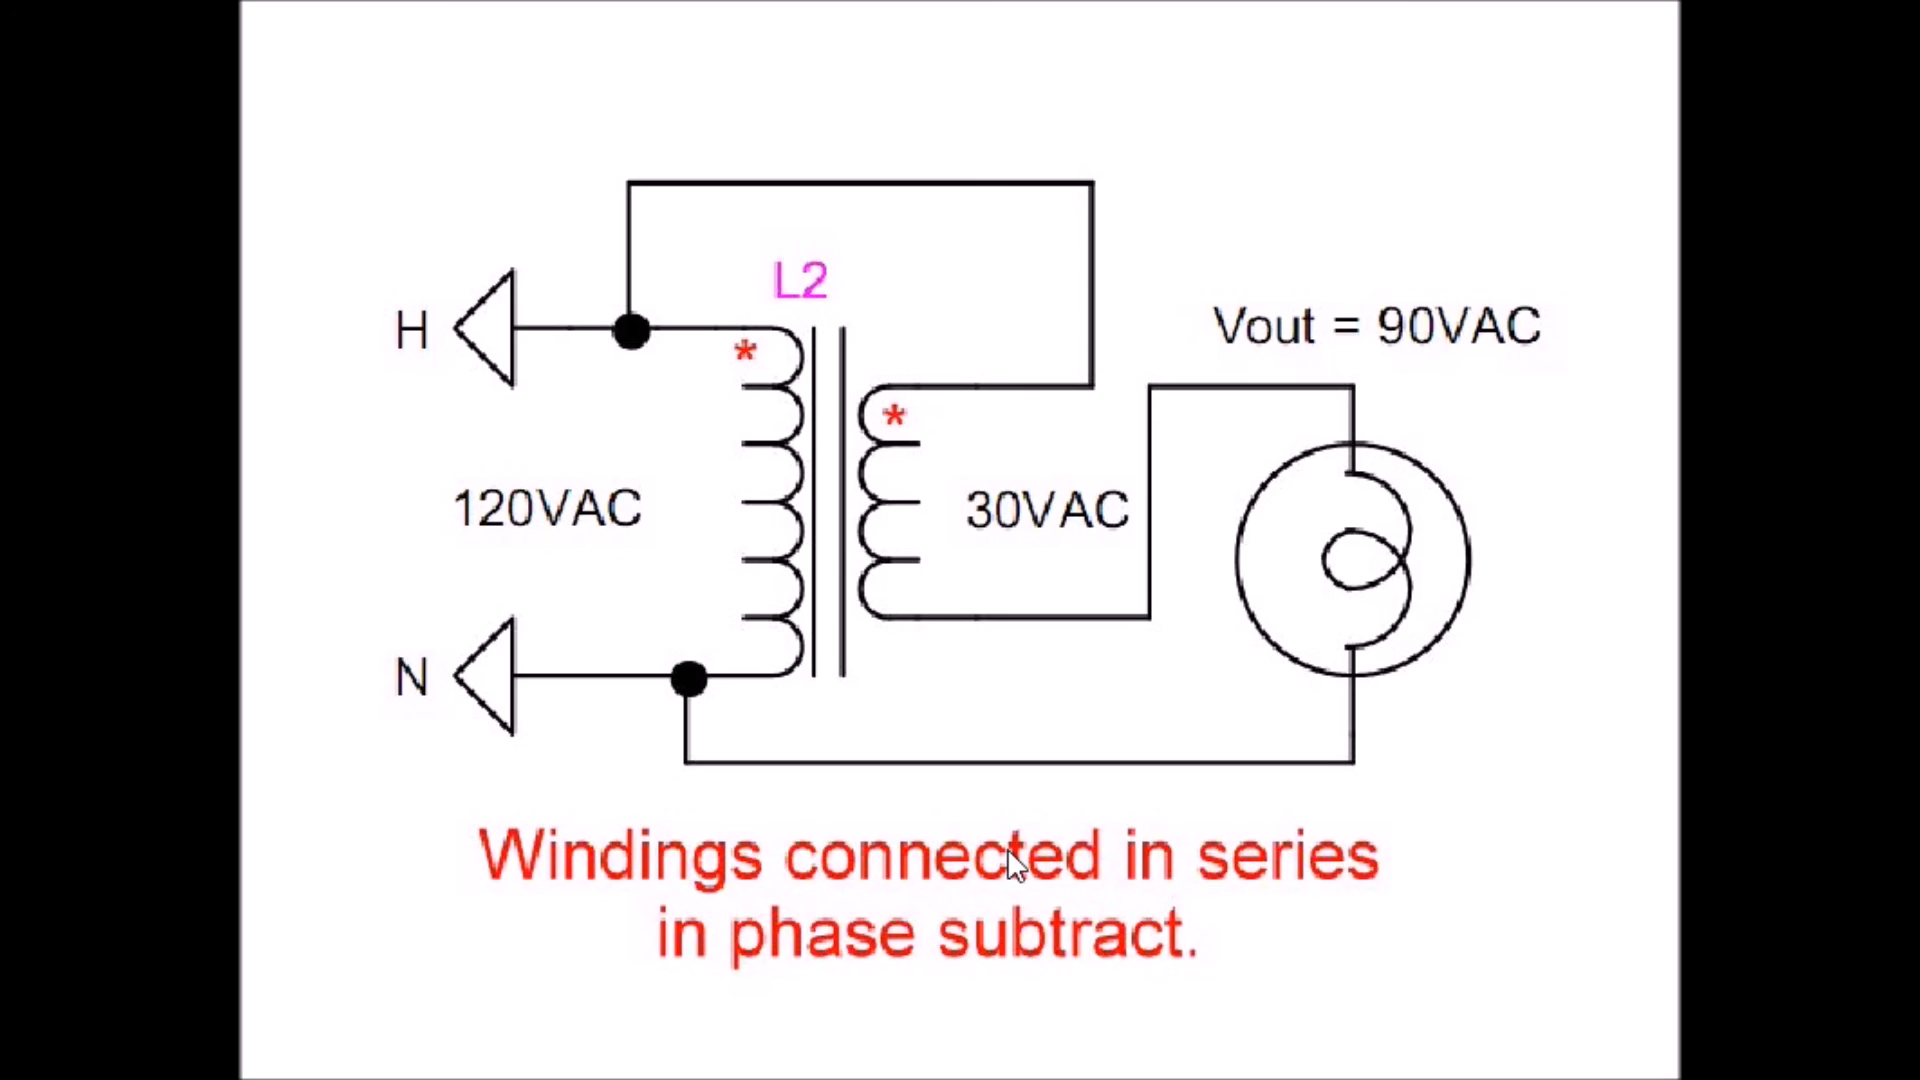 L2
H
*
Vout = 90VAC
*
120VAC
30VAC
N
Windings connected in series
in phase subtract.